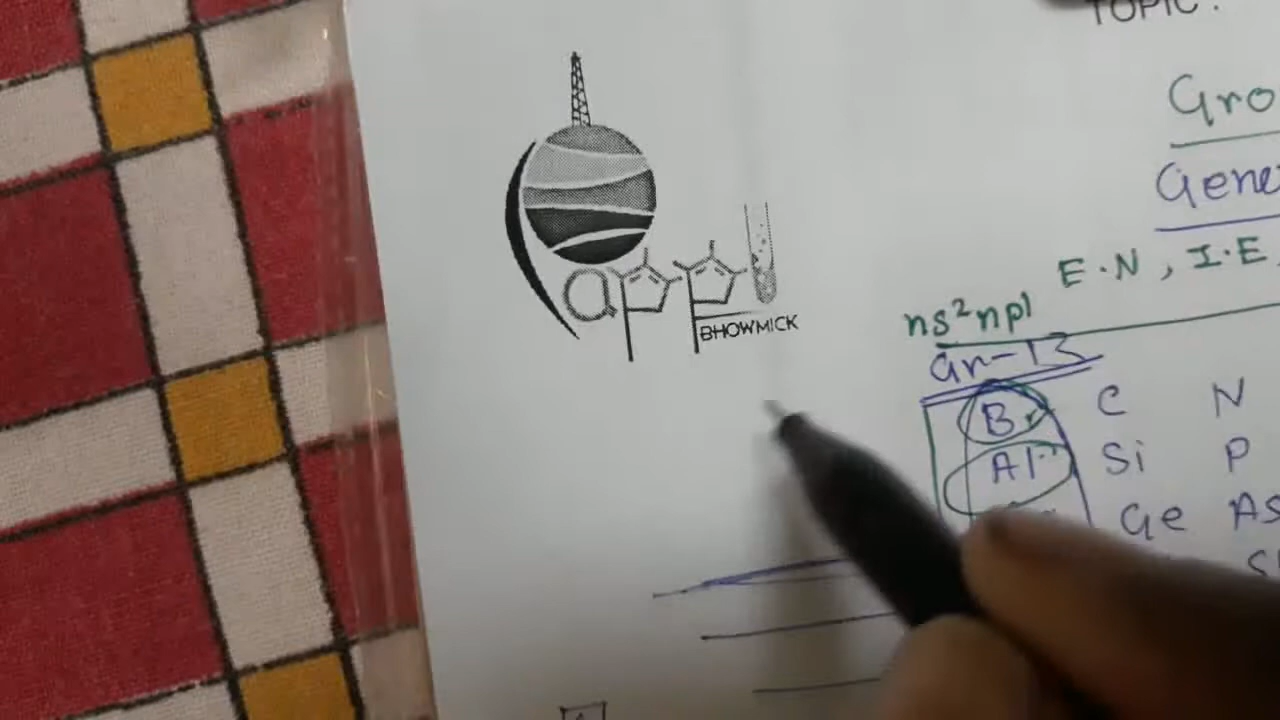 TOPIC :
Gro
Gene
E.N, I.E,
ns²np¹
Gr-13
B C N
Al Si P
Ge As
BHOWMICK